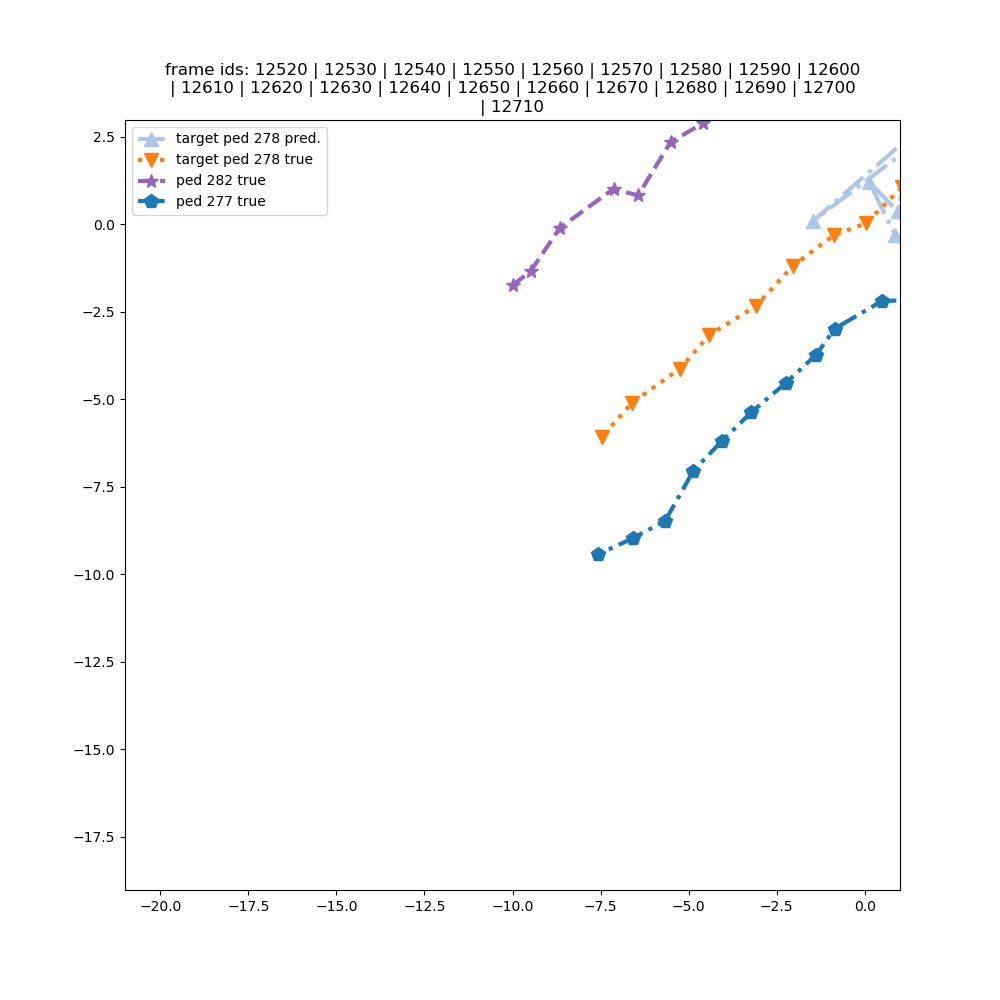 frame ids: 12520 | 12530 | 12540 | 12550 | 12560 | 12570 | 12580 | 12590 | 12600
| 12610 | 12620 | 12630 | 12640 | 12650 | 12660 | 12670 | 12680 | 12690 | 12700
| 12710
target ped 278 pred.
target ped 278 true
ped 282 true
ped 277 true
2.5
0.0
−2.5
−5.0
−7.5
−10.0
−12.5
−15.0
−17.5
−20.0 −17.5 −15.0 −12.5 −10.0 −7.5 −5.0 −2.5 0.0